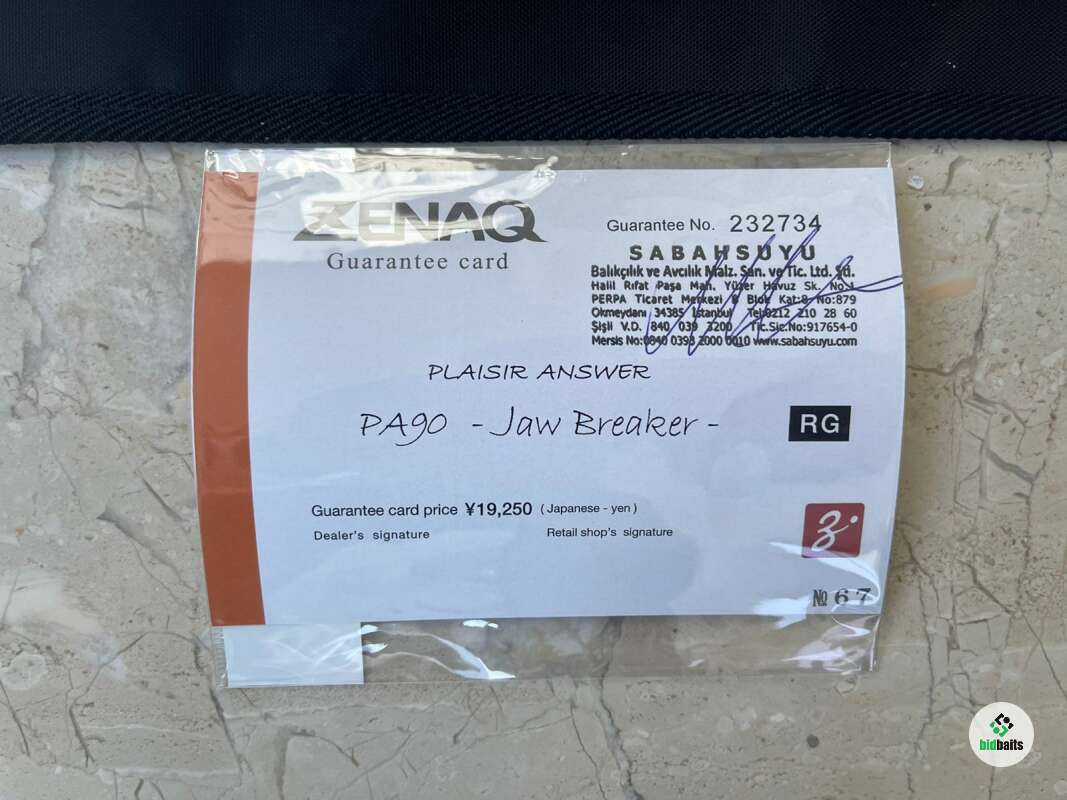 ZENAQ
Guarantee card
Guarantee No. 232734
SABAHSUYU
Balıkçılık ve Avcılık Malz. San. ve Tic. Ltd. Şti.
Halil Rıfat Paşa Mah. Yüzer Havuz Sk. No:1
PERPA Ticaret Merkezi B Blok Kat:8 No:879
Okmeydanı 34385 İstanbul Tel:0212 210 28 60
Şişli V.D. 840 039 3200 Tic.Sic.No:917654-0
Mersis No:0840 0393 2000 0010 www.sabahsuyu.com
PLAISIR ANSWER
PA90 - Jaw Breaker -
RG
Guarantee card price ¥19,250 ( Japanese - yen )
Dealer's signature
Retail shop's signature
№ 67
bidbaits